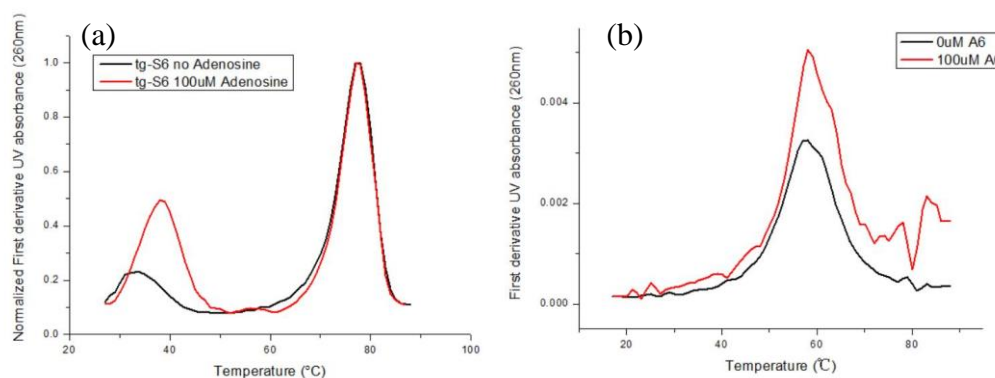 (a)
tg-S6 no Adenosine
tg-S6 100uM Adenosine
Normalized First derivative UV absorbance (260nm)
1.0
0.8
0.6
0.4
0.2
0.0
20 40 60 80 100
Temperature (°C)
(b)
0uM A6
100uM A
First derivative UV absorbance (260nm)
0.004
0.002
0.000
20 40 60 80
Temperature (℃)